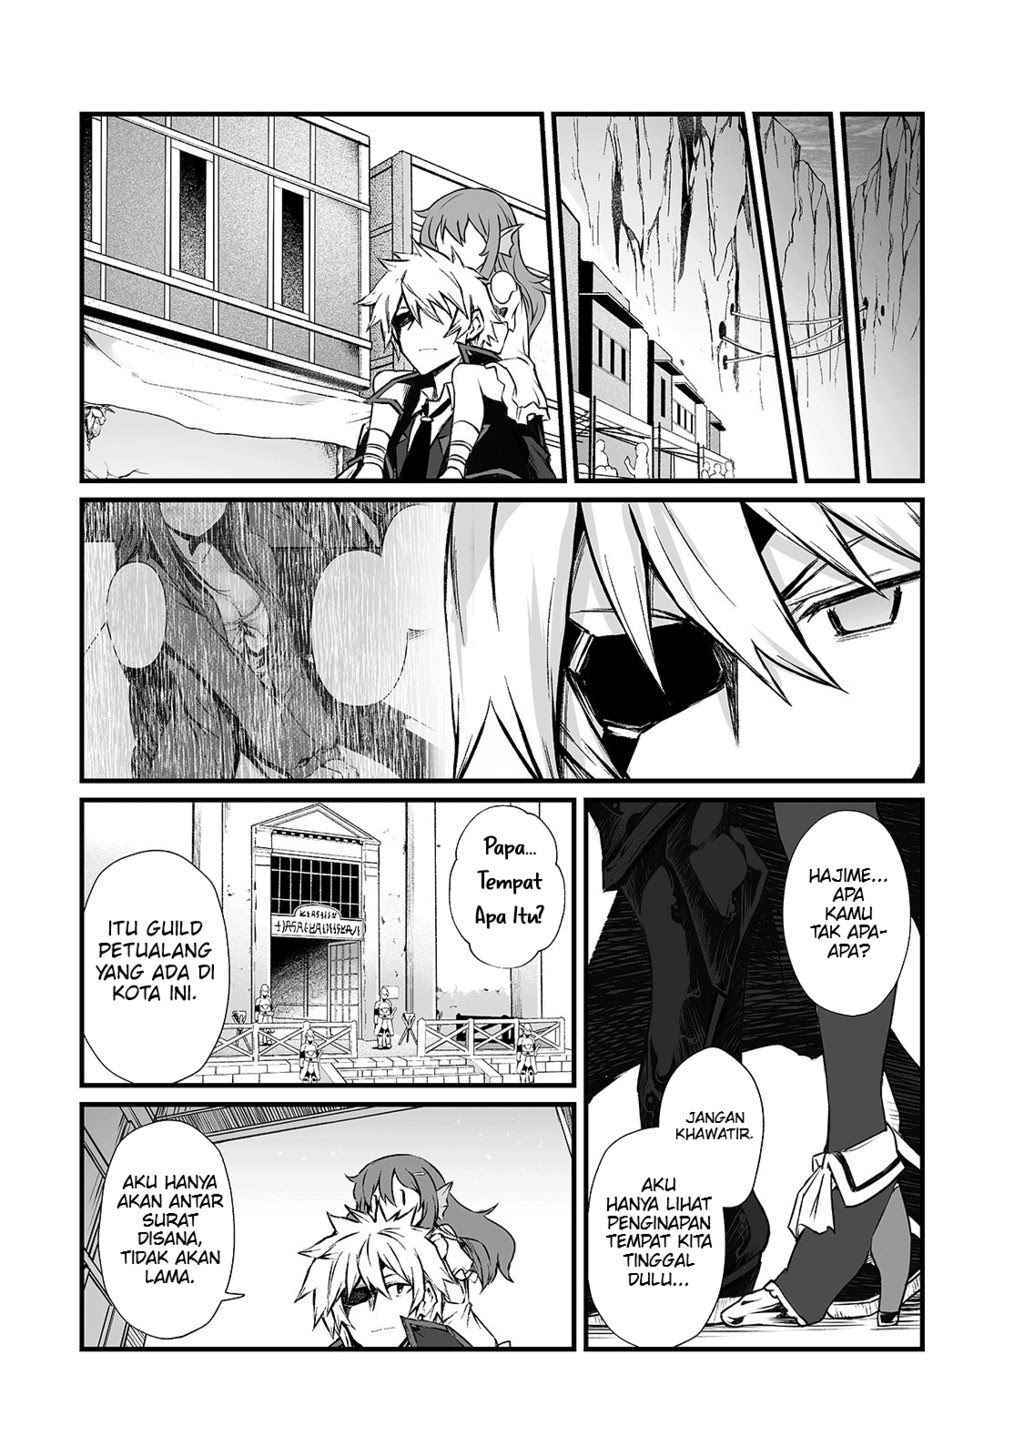 HAJIME...
APA
KAMU
TAK APA-
APA?
JANGAN
KHAWATIR.
AKU
HANYA LIHAT
PENGINAPAN
TEMPAT KITA
TINGGAL
DULU...
Papa...
Tempat
Apa Itu?
ITU GUILD
PETUALANG
YANG ADA DI
KOTA INI.
AKU HANYA
AKAN ANTAR
SURAT
DISANA,
TIDAK AKAN
LAMA.